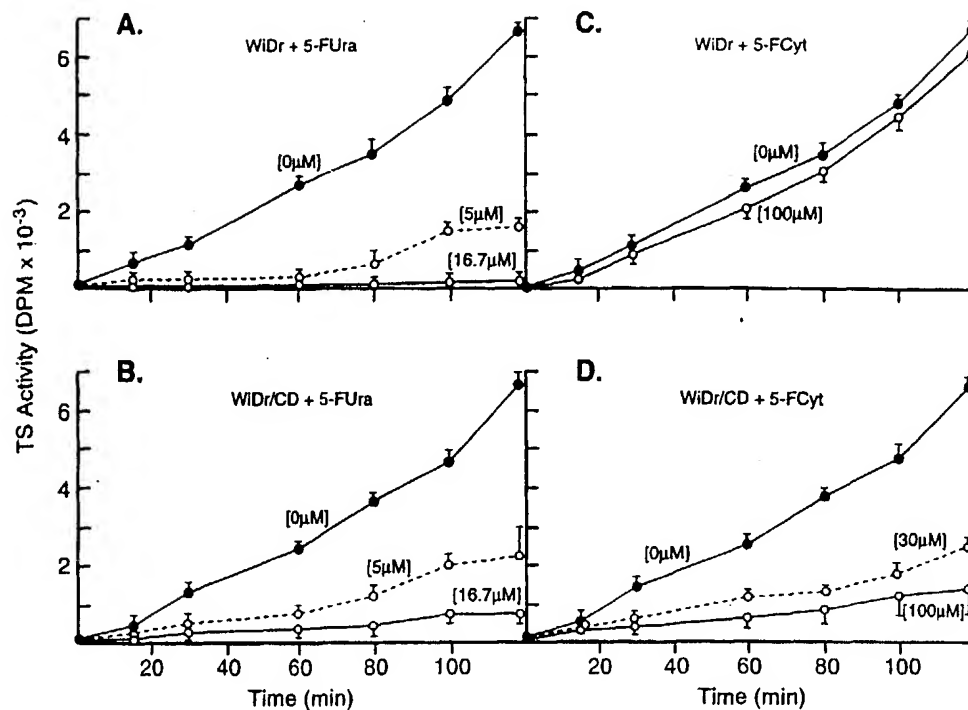 A.
WiDr + 5-FUra
[0µM]
[5µM]
[16.7µM]
6
4
2
C.
WiDr + 5-FCyt
[0µM]
[100µM]
TS Activity (DPM x 10⁻³)
B.
WiDr/CD + 5-FUra
[0µM]
[5µM]
[16.7µM]
6
4
2
20 40 60 80 100
Time (min)
D.
WiDr/CD + 5-FCyt
[0µM]
[30µM]
[100µM]
20 40 60 80 100
Time (min)